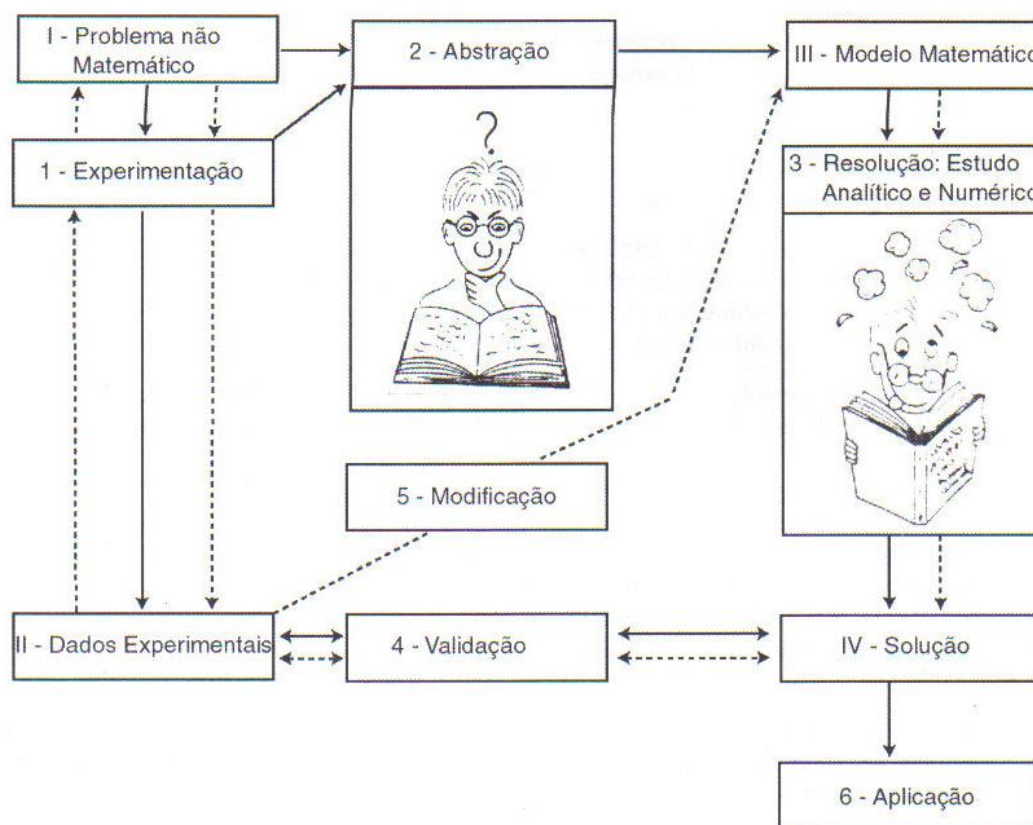 I - Problema não
Matemático
2 - Abstração
III - Modelo Matemático
1 - Experimentação
?
3 - Resolução: Estudo
Analítico e Numérico
5 - Modificação
II - Dados Experimentais
4 - Validação
IV - Solução
6 - Aplicação